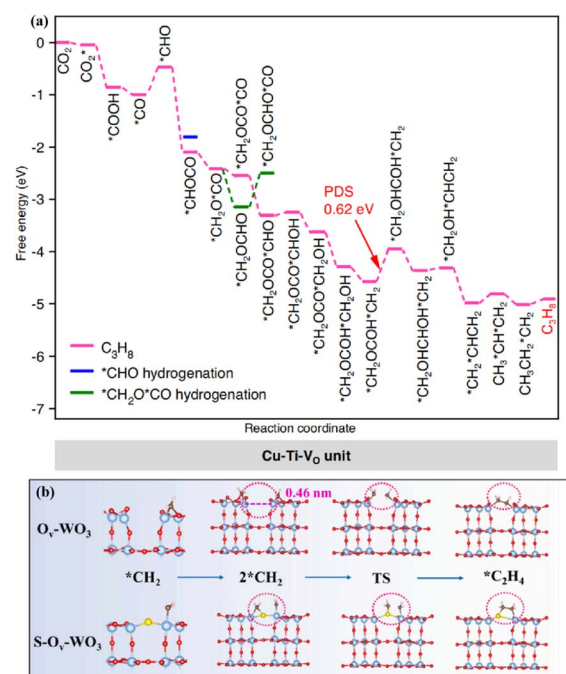 (a)
0
-1
-2
-3
-4
-5
-6
-7
Free energy (eV)
CO2
CO2*
*COOH
*CO
*CHO
*CHOCO
*CH2O*CO
*CH2OCO*CO
*CH2OCHO
*CH2OCHO*CO
*CH2OCO*CHO
*CH2OCO*CHOH
*CH2OCO*CH2OH
*CH2OCOH*CH2OH
*CH2OCOH*CH2
PDS
0.62 eV
*CH2OHCOH*CH2
*CH2OHCHOH*CH2
*CH2OH*CHCH2
*CH2*CHCH2
CH3*CH*CH2
CH3CH2*CH2
C3H8
C3H8
*CHO hydrogenation
*CH2O*CO hydrogenation
Reaction coordinate
Cu-Ti-VO unit
(b)
0.46 nm
Ov-WO3
*CH2
2*CH2
TS
*C2H4
S-Ov-WO3